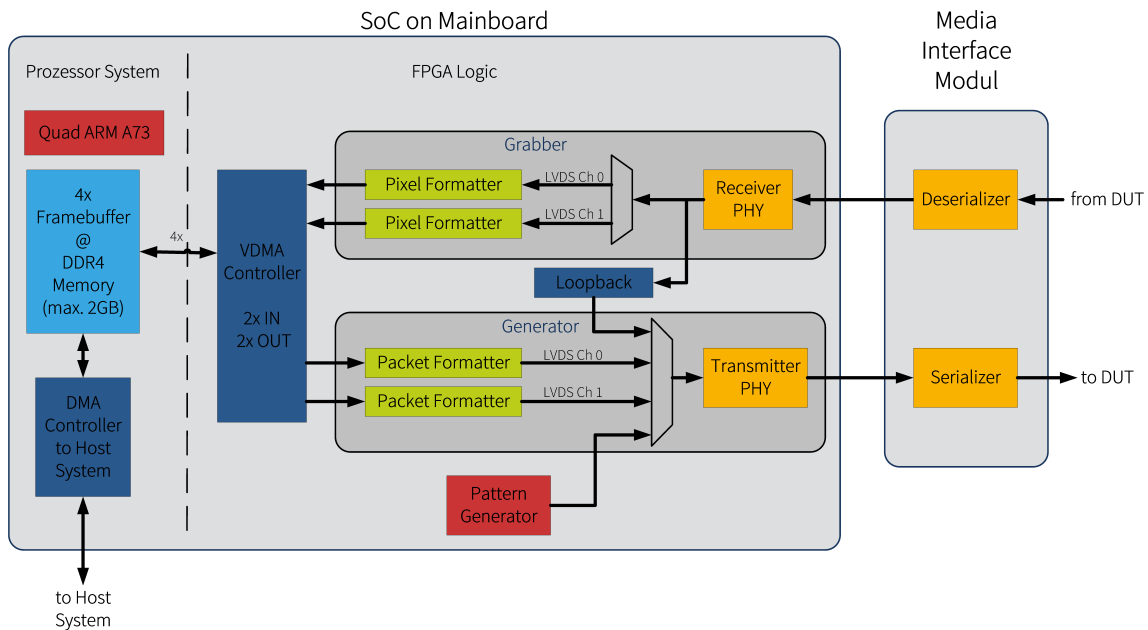 SoC on Mainboard
Media
Interface
Modul
Prozessor System
FPGA Logic
Quad ARM A73
4x
Framebuffer
@
DDR4
Memory
(max. 2GB)
4x
DMA
Controller
to Host
System
to Host
System
VDMA
Controller
2x IN
2x OUT
Grabber
Pixel Formatter
LVDS Ch 0
Pixel Formatter
LVDS Ch 1
Receiver
PHY
Deserializer
from DUT
Loopback
Generator
Packet Formatter
LVDS Ch 0
Packet Formatter
LVDS Ch 1
Transmitter
PHY
Serializer
to DUT
Pattern
Generator